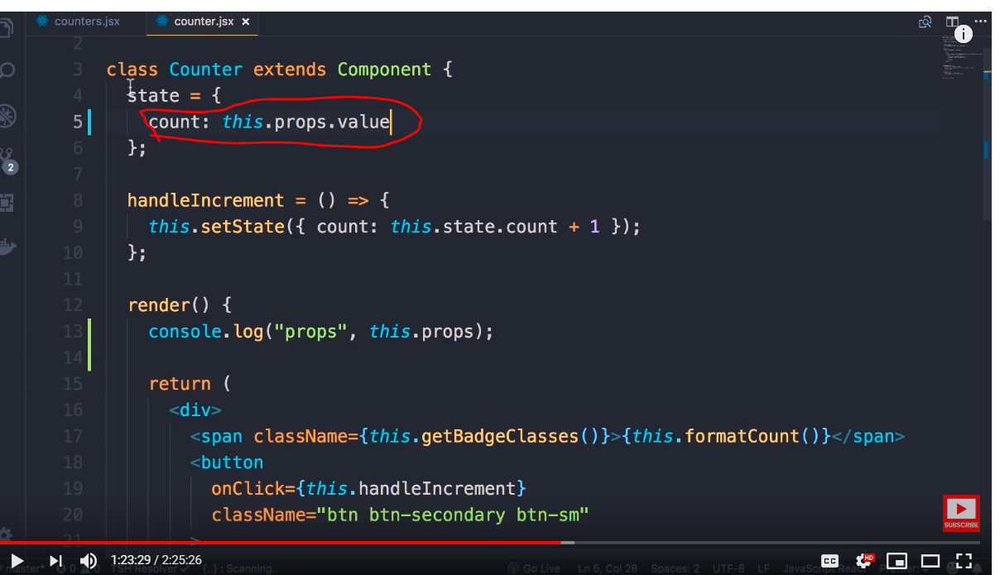 counters.jsx
counter.jsx ×
i
2
3 class Counter extends Component {
4 state = {
5 count: this.props.value
6 };
7
8 handleIncrement = () => {
9 this.setState({ count: this.state.count + 1 });
10 };
11
12 render() {
13 console.log("props", this.props);
14
15 return (
16 <div>
17 <span className={this.getBadgeClasses()}>{this.formatCount()}</span>
18 <button
19 onClick={this.handleIncrement}
20 className="btn btn-secondary btn-sm"
21 >
2
SUBSCRIBE
1:23:29 / 2:25:26
CC
HD
master* 0 TSH Resolver ✓ {..} : Scanning..
Go Live Ln 5, Col 28 Spaces: 2 UTF-8 LF JavaScript React